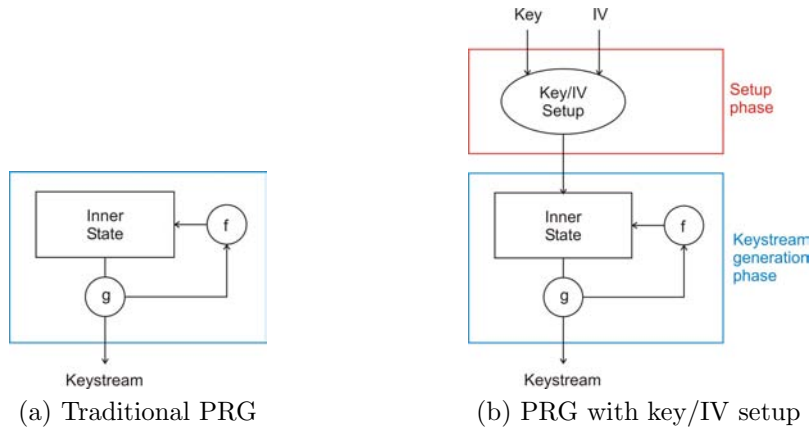 Key
IV
Key/IV
Setup
Setup
phase
Inner
State
f
g
Keystream
(a) Traditional PRG
Inner
State
f
g
Keystream
generation
phase
Keystream
(b) PRG with key/IV setup